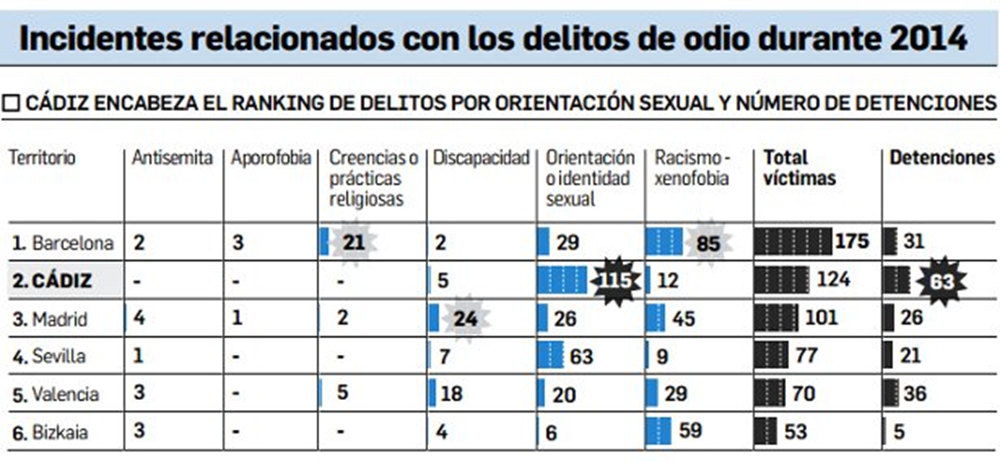 Incidentes relacionados con los delitos de odio durante 2014
CÁDIZ ENCABEZA EL RANKING DE DELITOS POR ORIENTACIÓN SEXUAL Y NÚMERO DE DETENCIONES
Territorio Antisemita Aporofobia Creencias o prácticas religiosas Discapacidad Orientación o identidad sexual Racismo - xenofobia Total víctimas Detenciones
1. Barcelona 2 3 21 2 29 85 175 31
2. CÁDIZ - - - 5 115 12 124 63
3. Madrid 4 1 2 24 26 45 101 26
4. Sevilla 1 - - 7 63 9 77 21
5. Valencia 3 - 5 18 20 29 70 36
6. Bizkaia 3 - - 4 6 59 53 5